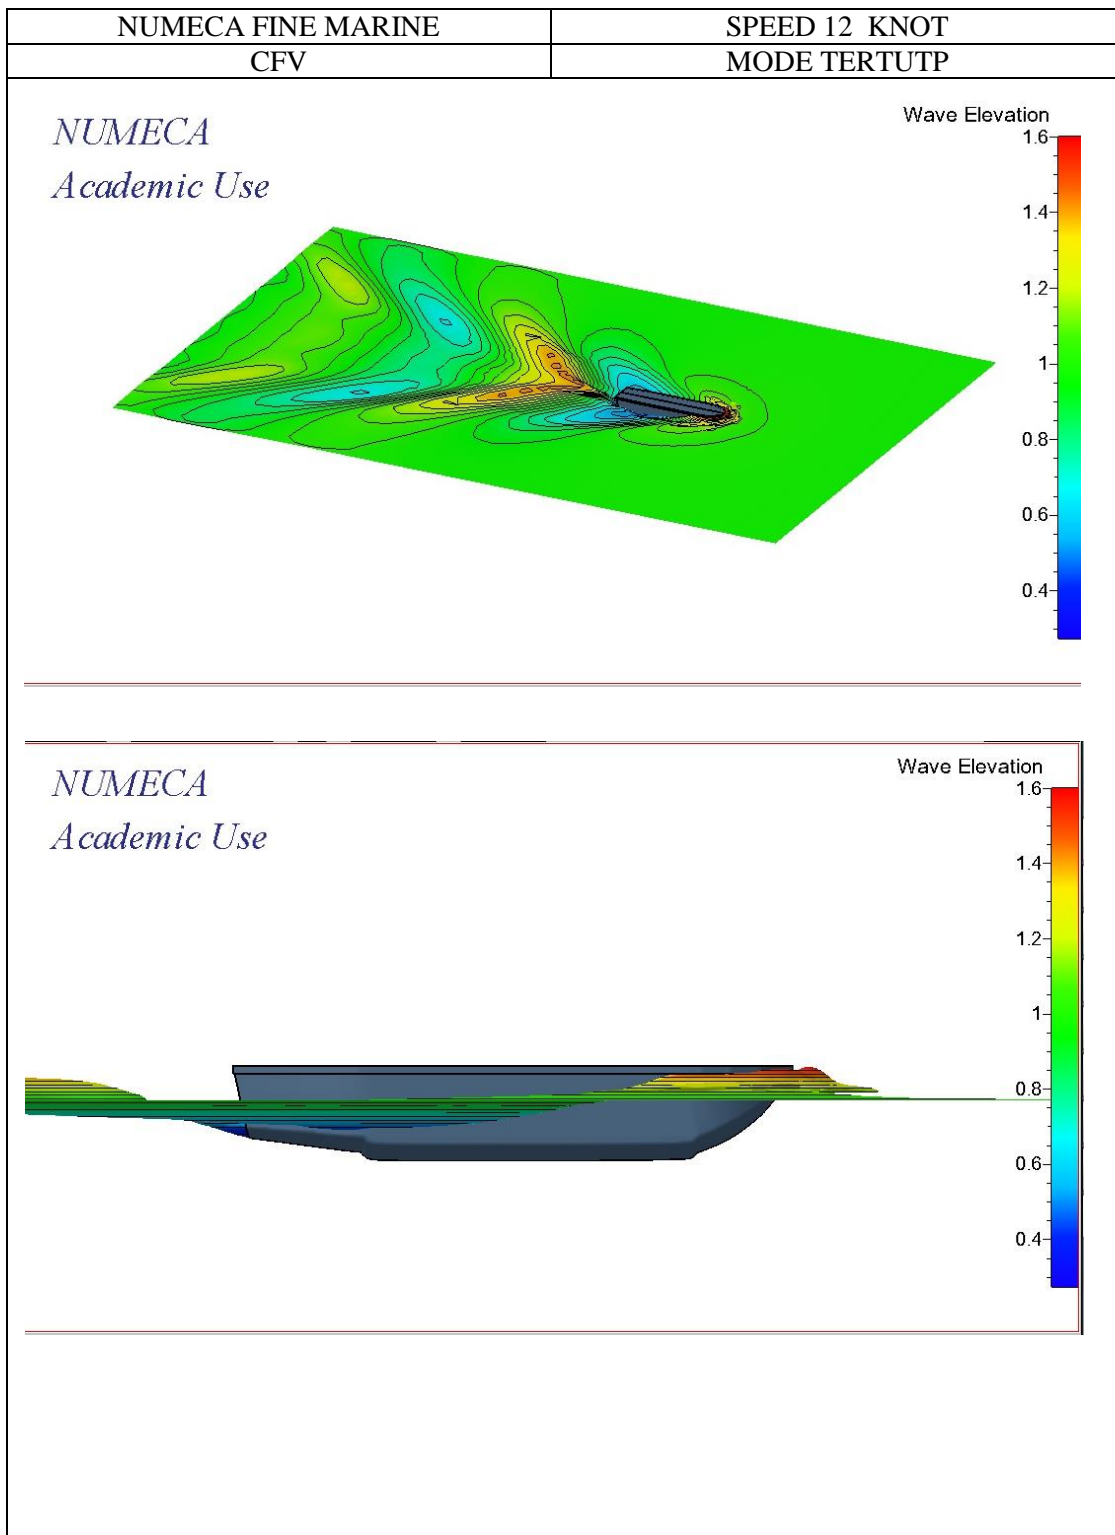 NUMECA FINE MARINE
SPEED 12 KNOT
CFV
MODE TERTUTP
NUMECA
Academic Use
Wave Elevation
1.6
1.4
1.2
1
0.8
0.6
0.4
NUMECA
Academic Use
Wave Elevation
1.6
1.4
1.2
1
0.8
0.6
0.4